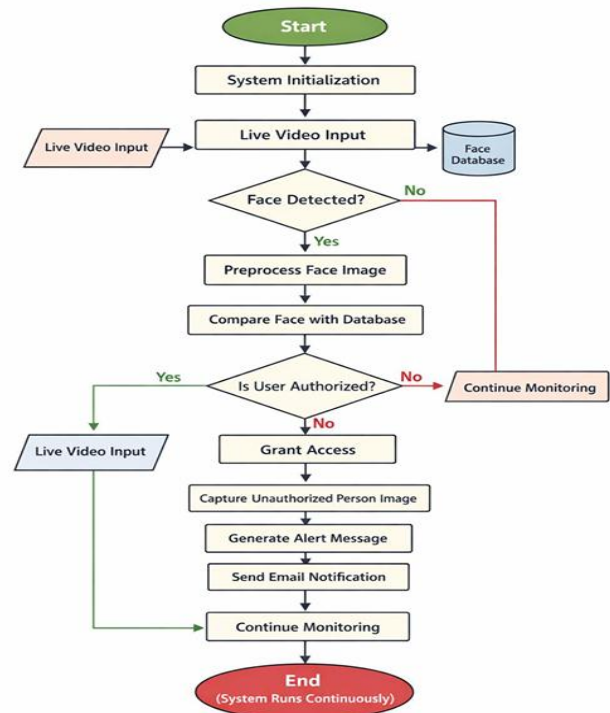 Start
System Initialization
Live Video Input
Live Video Input
Face
Database
Face Detected?
No
Yes
Preprocess Face Image
Compare Face with Database
Yes
Is User Authorized?
No
Continue Monitoring
No
Live Video Input
Grant Access
Capture Unauthorized Person Image
Generate Alert Message
Send Email Notification
Continue Monitoring
End
(System Runs Continuously)